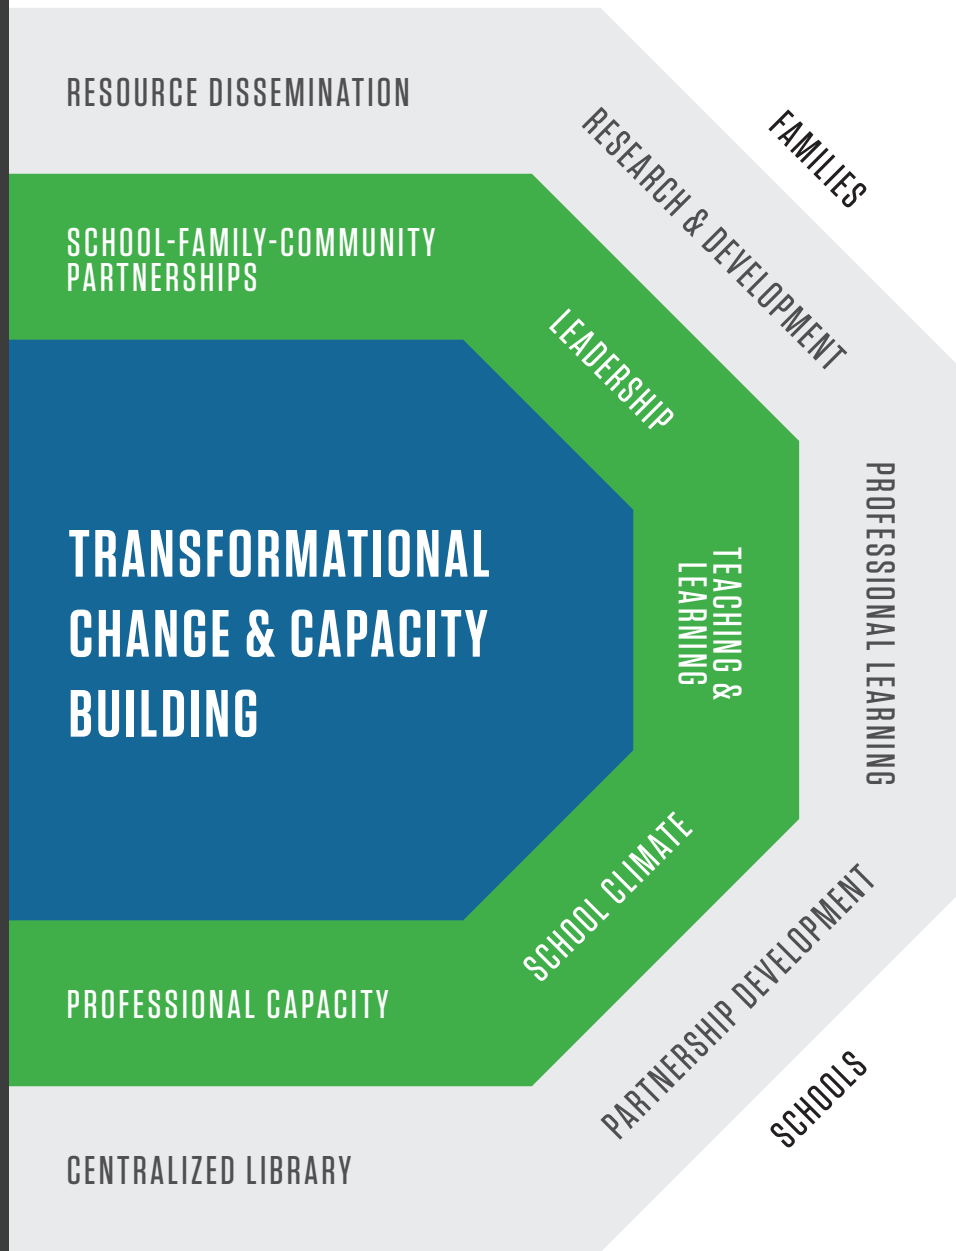 RESOURCE DISSEMINATION
RESEARCH & DEVELOPMENT
FAMILIES
SCHOOL-FAMILY-COMMUNITY
PARTNERSHIPS
LEADERSHIP
PROFESSIONAL LEARNING
TEACHING &
LEARNING
TRANSFORMATIONAL
CHANGE & CAPACITY
BUILDING
SCHOOL CLIMATE
PROFESSIONAL CAPACITY
PARTNERSHIP DEVELOPMENT
SCHOOLS
CENTRALIZED LIBRARY